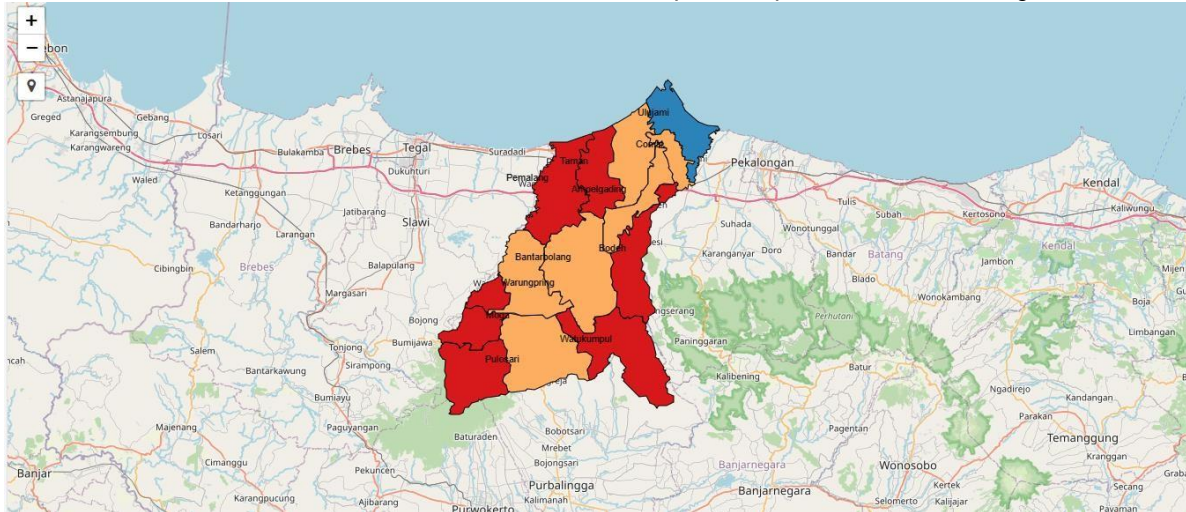 +
−
Astanajapura
Greged
Gebang
Karangsembung
Karangwareng
Losari
Bulakamba
Brebes
Tegal
Suradadi
Dukuhturi
Waled
Ketanggungan
Jatibarang
Slawi
Bandarharjo
Larangan
Cibingbin
Brebes
Balapulang
Margasari
Bojong
Salem
Tonjong
Bumijawa
Sirampong
Bantarkawung
Bumiayu
Majenang
Paguyangan
Cimanggu
Banjar
Pekuncen
Karangpucung
Ajibarang
Purwokerto
Baturaden
Bobotsari
Mrebet
Bojongsari
Purbalingga
Kalimanah
Ulujami
Comal
Taman
Pemalang
Ampelgading
Bodeh
Bantarbolang
Warungpring
Moga
Pulosari
Watukumpul
Pekalongan
Kendal
Kaliwungu
Tulis
Subah
Kertosono
Suhada
Wonotunggal
Karanganyar
Doro
Bandar
Batang
Kendal
Jambon
Mijen
Blado
Wonokambang
Boja
Perhutani
Limbangan
Paninggaran
Kalibening
Batur
Ngadirejo
Kandangan
Parakan
Temanggung
Pagentan
Kranggan
Wonosobo
Banjarnegara
Banjarnegara
Kertek
Selomerto
Kalijajar
Secang
Pavaman